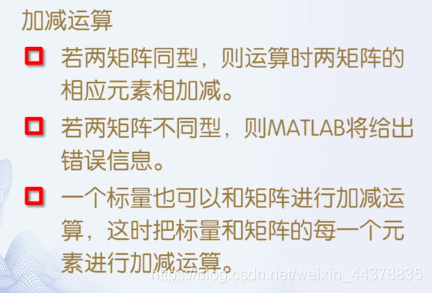 加减运算
若两矩阵同型，则运算时两矩阵的
相应元素相加减。
若两矩阵不同型，则MATLAB将给出
错误信息。
一个标量也可以和矩阵进行加减运
算，这时把标量和矩阵的每一个元
素进行加减运算。
https://blog.csdn.net/weixin_44378835